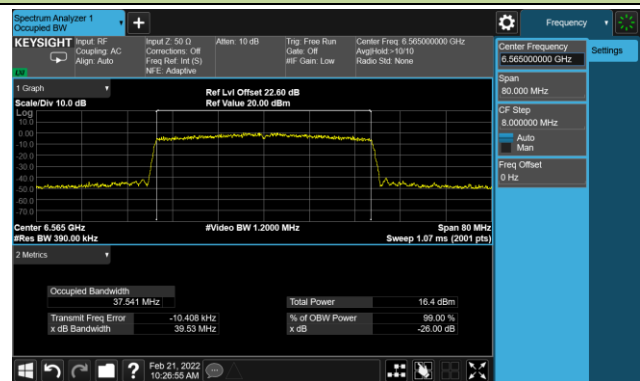 Spectrum Analyzer 1
Occupied BW
Frequency
KEYSIGHT
Input: RF
Coupling: AC
Align: Auto
Input Z: 50 Ω
Corrections: Off
Freq Ref: Int (S)
NFE: Adaptive
Atten: 10 dB
Trig: Free Run
Gate: Off
#IF Gain: Low
Center Freq: 6.565000000 GHz
Avg|Hold:>10/10
Radio Std: None
Center Frequency
6.565000000 GHz
Settings
Span
80.000 MHz
CF Step
8.000000 MHz
Auto
Man
Freq Offset
0 Hz
1 Graph
Scale/Div 10.0 dB
Ref Lvl Offset 22.60 dB
Ref Value 20.00 dBm
Log
10.0
0.00
-10.0
-20.0
-30.0
-40.0
-50.0
-60.0
-70.0
Center 6.565 GHz
#Res BW 390.00 kHz
#Video BW 1.2000 MHz
Span 80 MHz
Sweep 1.07 ms (2001 pts)
2 Metrics
Occupied Bandwidth
37.541 MHz
Total Power 16.4 dBm
Transmit Freq Error -10.408 kHz
% of OBW Power 99.00 %
x dB Bandwidth 39.53 MHz
x dB -26.00 dB
?
Feb 21, 2022
10:26:55 AM